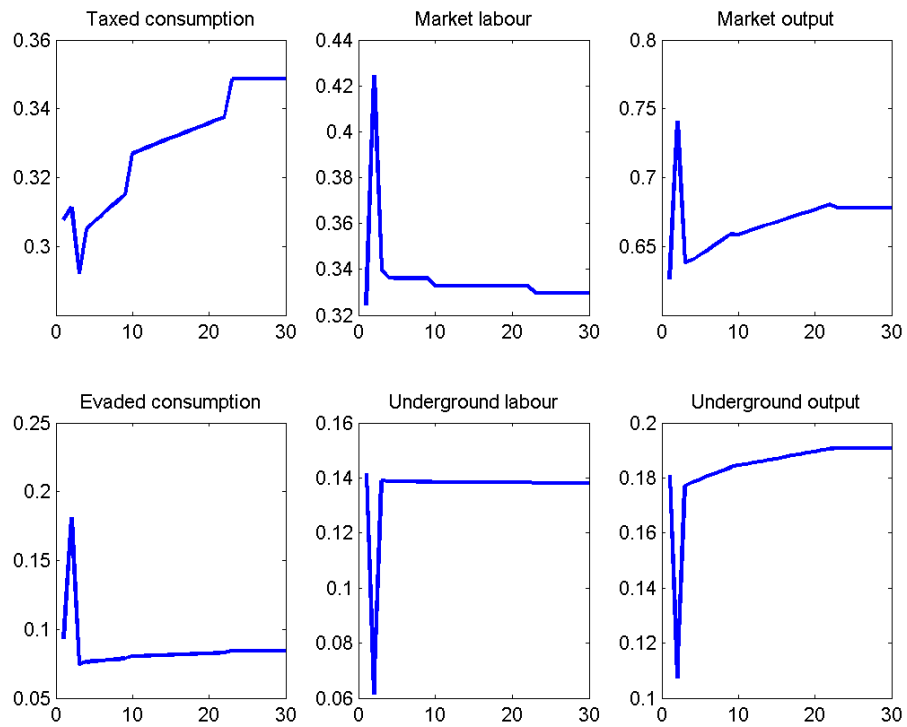 Taxed consumption
0.36
0.34
0.32
0.3
0 10 20 30
Market labour
0.44
0.42
0.4
0.38
0.36
0.34
0.32
0 10 20 30
Market output
0.8
0.75
0.7
0.65
0 10 20 30
Evaded consumption
0.25
0.2
0.15
0.1
0.05
0 10 20 30
Underground labour
0.16
0.14
0.12
0.1
0.08
0.06
0 10 20 30
Underground output
0.2
0.18
0.16
0.14
0.12
0.1
0 10 20 30